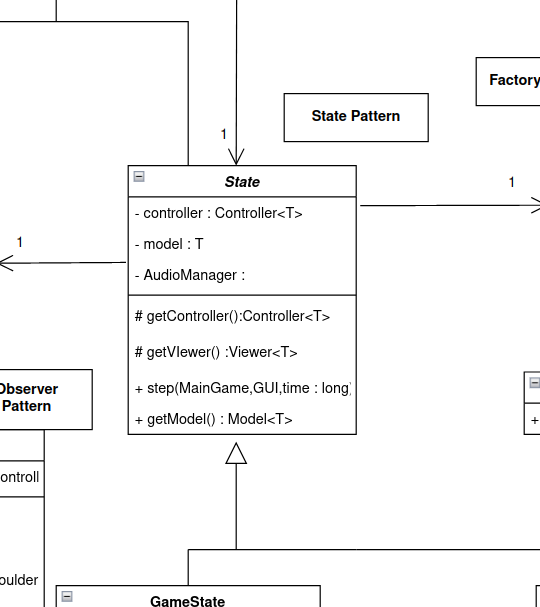 Factory
State Pattern
1
State
1
- controller : Controller<T>
1
- model : T
- AudioManager :
# getController():Controller<T>
# getVIewer() :Viewer<T>
Observer
Pattern
+ step(MainGame,GUI,time : long
+
+ getModel() : Model<T>
ontroll
oulder
GameState